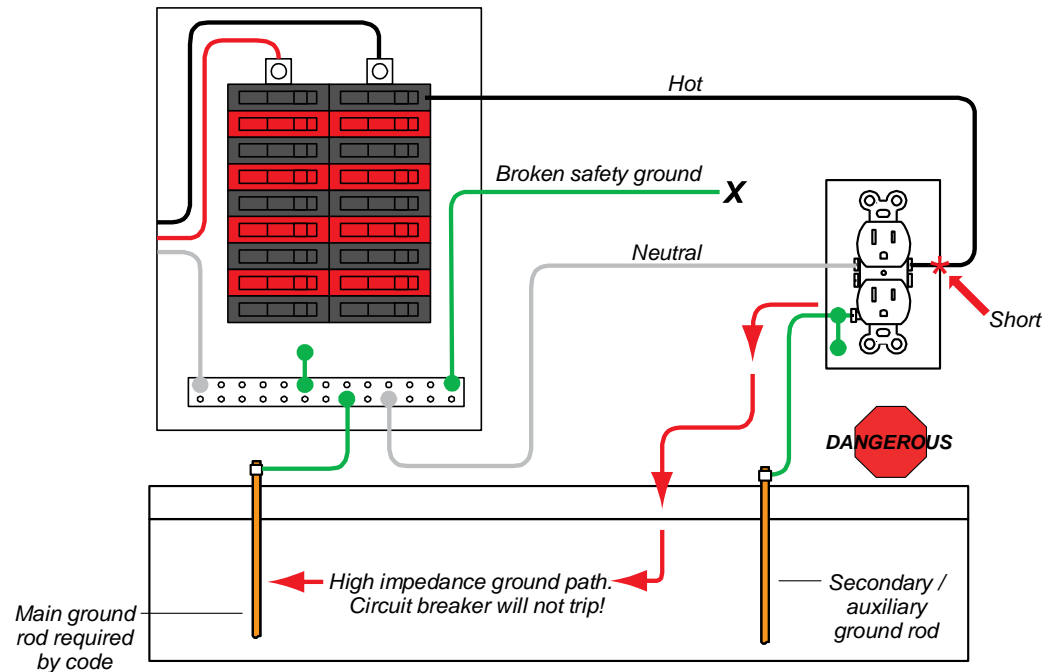 Hot
Broken safety ground
X
Neutral
Short
DANGEROUS
High impedance ground path.
Circuit breaker will not trip!
Main ground
rod required
by code
Secondary /
auxiliary
ground rod